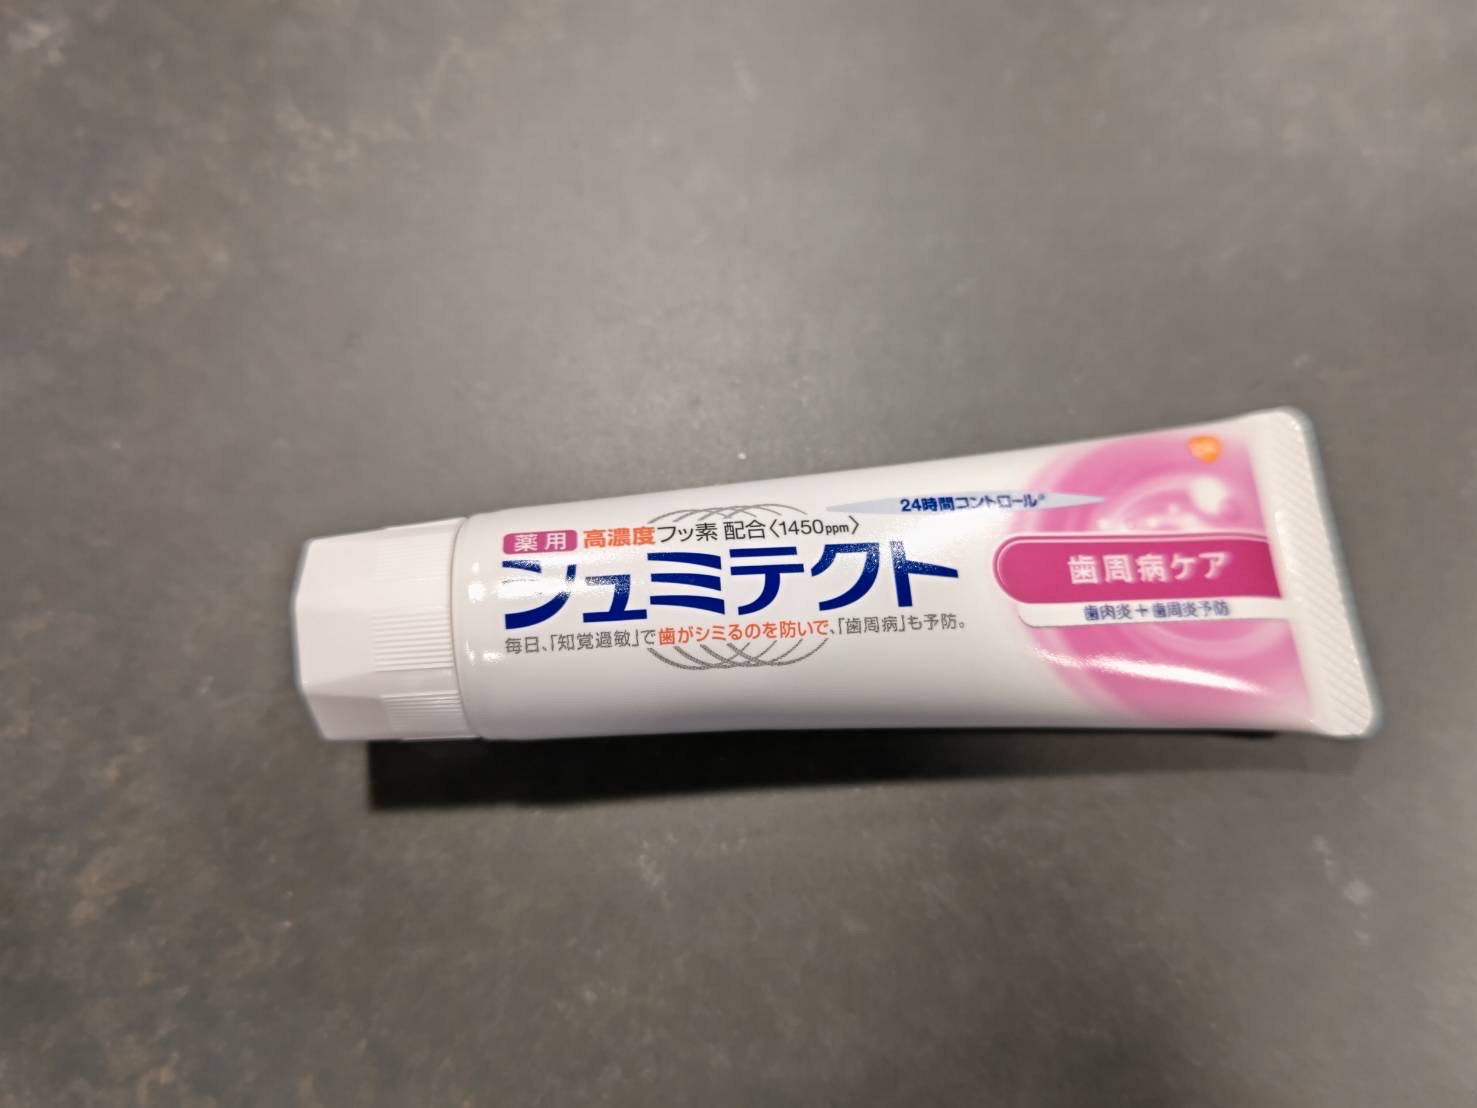 薬用 高濃度フッ素 配合〈1450ppm〉
シュミテクト
毎日、「知覚過敏」で歯がシミるのを防いで、「歯周病」も予防。
24時間コントロール※
歯周病ケア
歯肉炎＋歯周炎予防